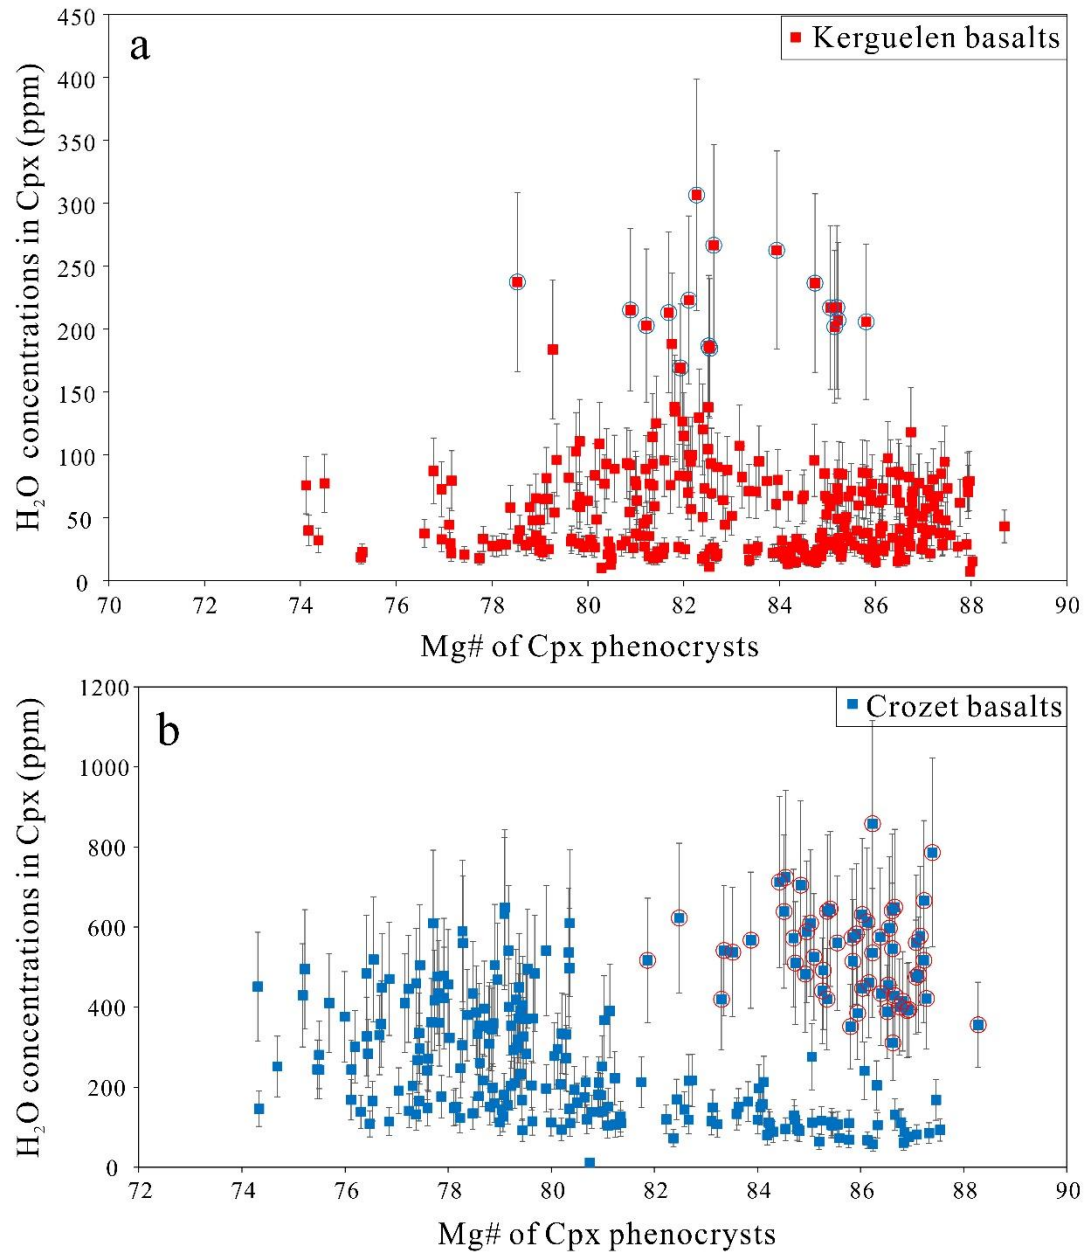 a
Kerguelen basalts
H₂O concentrations in Cpx (ppm)
450
400
350
300
250
200
150
100
50
0
70 72 74 76 78 80 82 84 86 88 90
Mg# of Cpx phenocrysts
b
Crozet basalts
H₂O concentrations in Cpx (ppm)
1200
1000
800
600
400
200
0
72 74 76 78 80 82 84 86 88 90
Mg# of Cpx phenocrysts